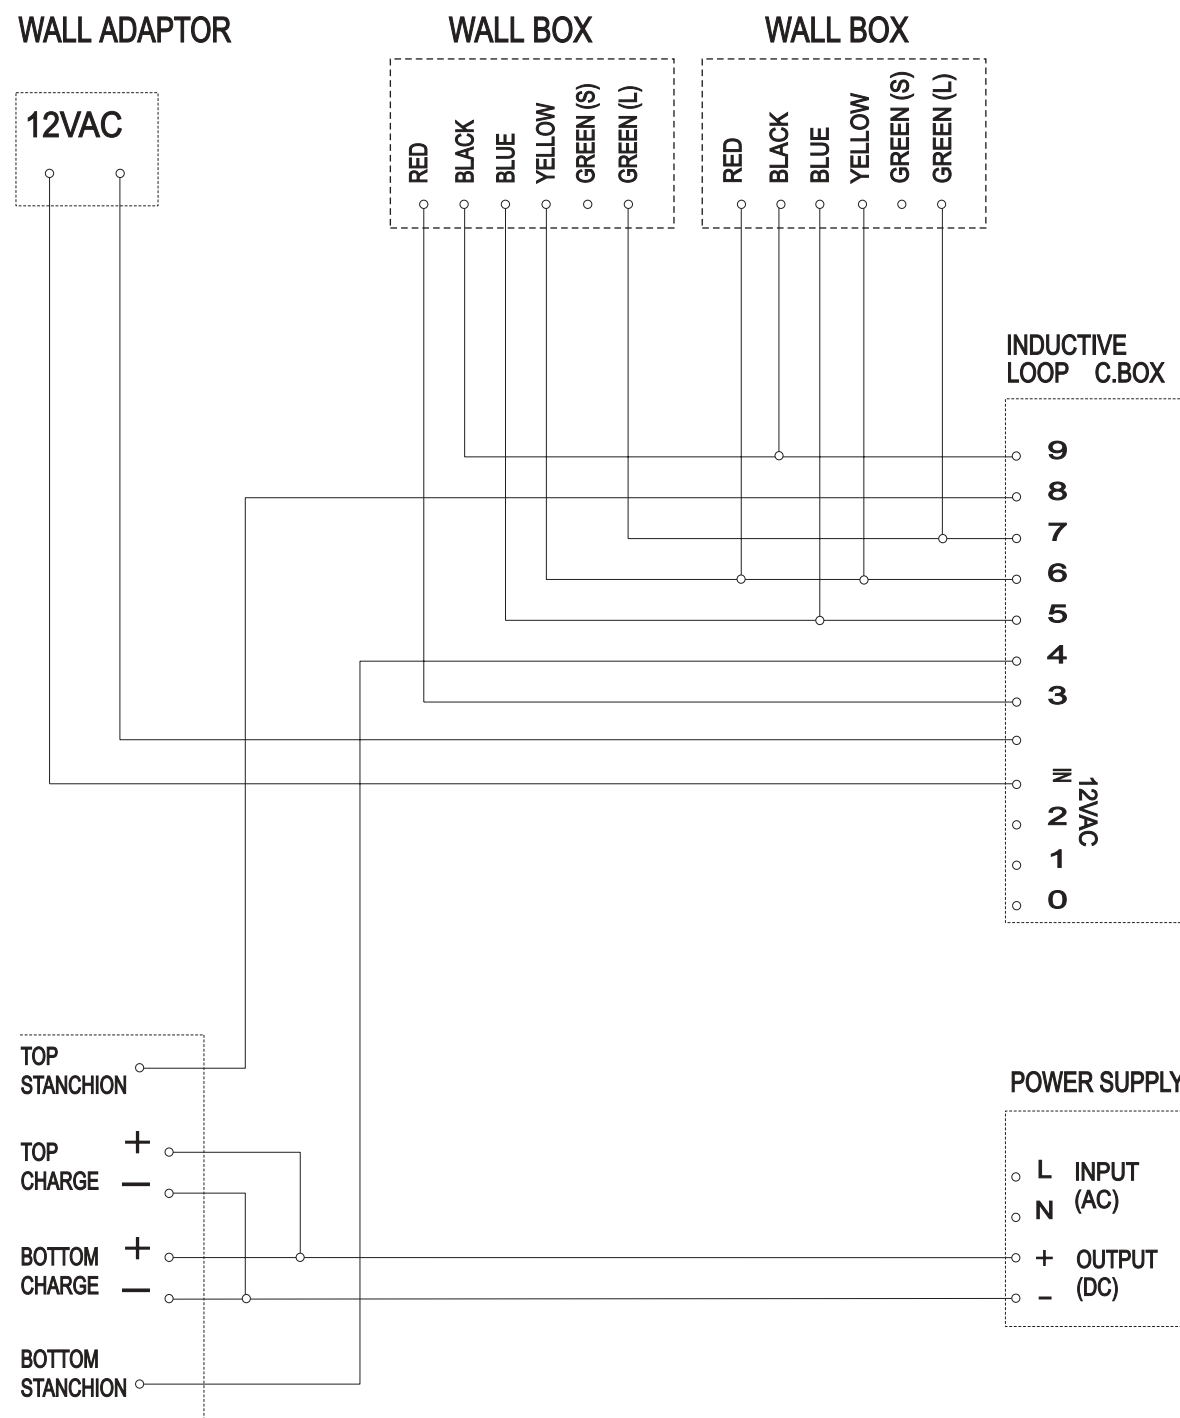 WALL ADAPTOR
WALL BOX
WALL BOX
12VAC
RED
BLACK
BLUE
YELLOW
GREEN (S)
GREEN (L)
RED
BLACK
BLUE
YELLOW
GREEN (S)
GREEN (L)
INDUCTIVE
LOOP C.BOX
9
8
7
6
5
4
3
IN
12VAC
2
1
0
TOP
STANCHION
TOP +
CHARGE −
BOTTOM +
CHARGE −
BOTTOM
STANCHION
POWER SUPPLY
L INPUT
N (AC)
+ OUTPUT
− (DC)